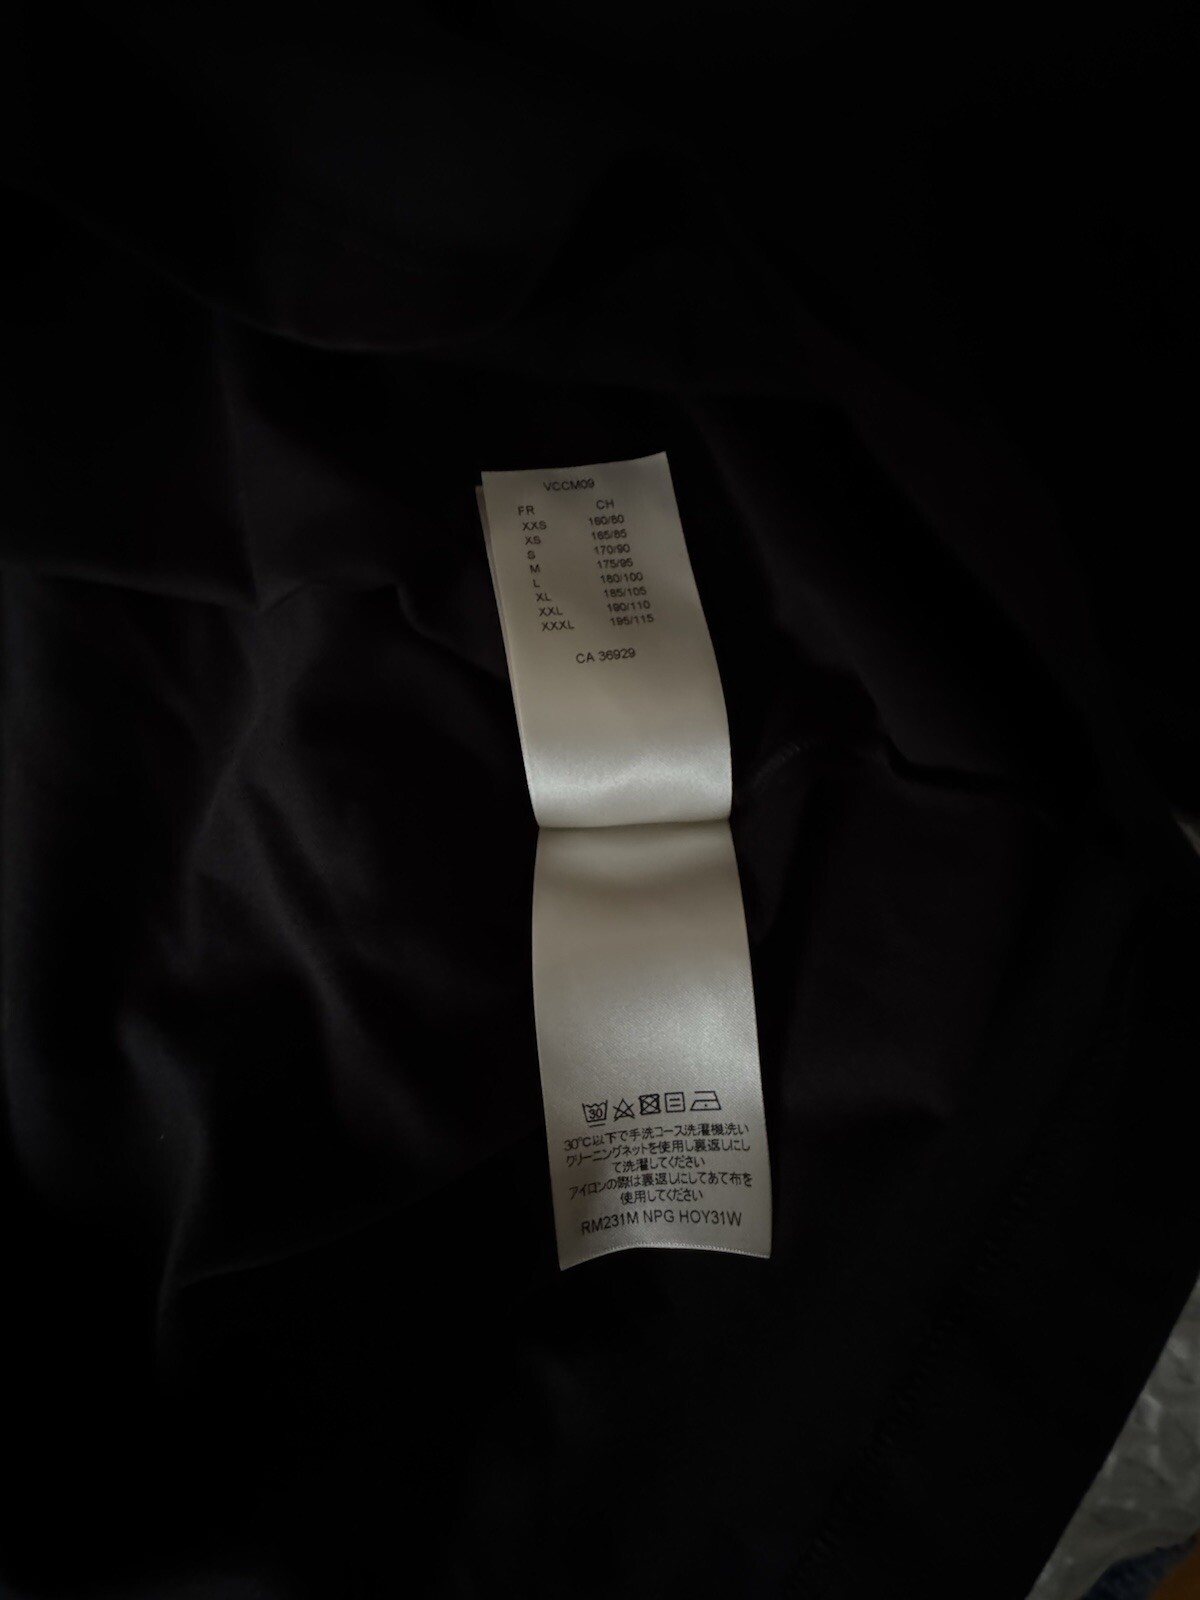 VCCM09
FR CH
XXS 160/80
XS 165/85
S 170/90
M 175/95
L 180/100
XL 185/105
XXL 190/110
XXXL 195/115
CA 36929
30
30℃以下で手洗コース洗濯機洗い
クリーニングネットを使用し裏返しにし
て洗濯してください
アイロンの際は裏返しにしてあて布を
使用してください
RM231M NPG HOY31W